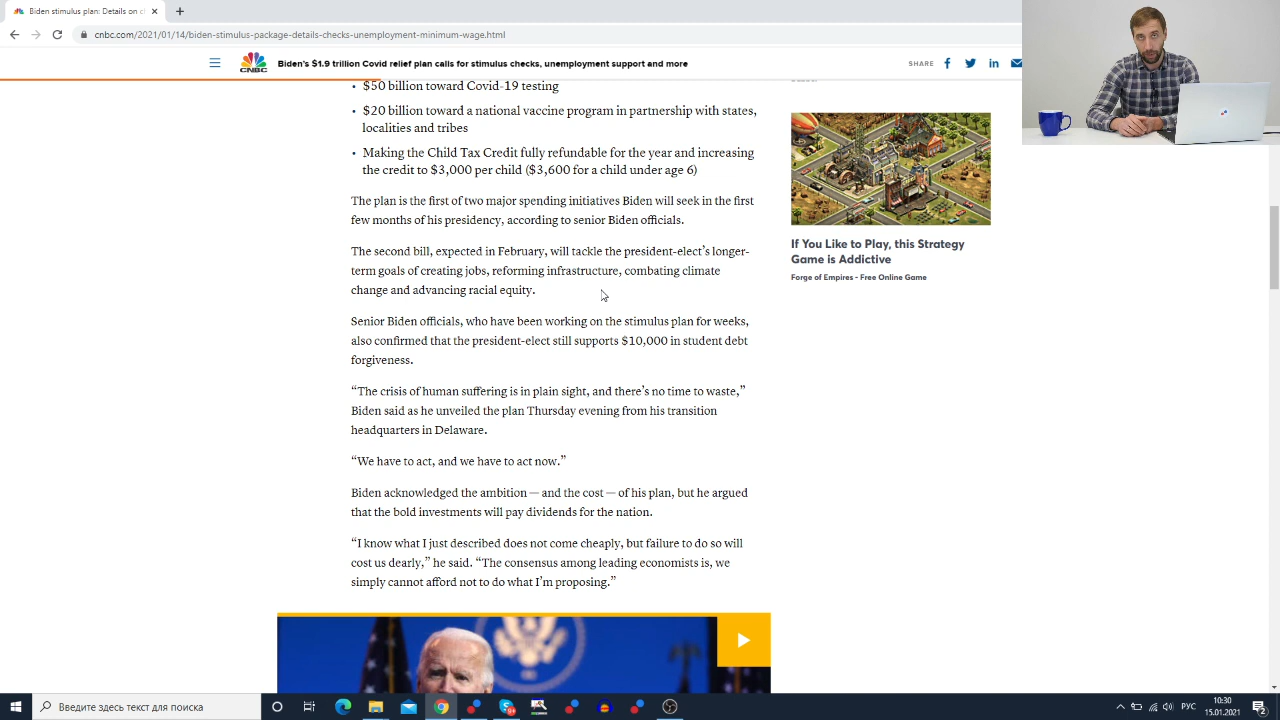 Biden stimulus plan: Details on cl
cnbc.com/2021/01/14/biden-stimulus-package-details-checks-unemployment-minimum-wage.html
CNBC
Biden's $1.9 trillion Covid relief plan calls for stimulus checks, unemployment support and more
SHARE
• $50 billion toward Covid-19 testing
• $20 billion toward a national vaccine program in partnership with states,
localities and tribes
• Making the Child Tax Credit fully refundable for the year and increasing
the credit to $3,000 per child ($3,600 for a child under age 6)
The plan is the first of two major spending initiatives Biden will seek in the first
few months of his presidency, according to senior Biden officials.
The second bill, expected in February, will tackle the president-elect’s longer-
term goals of creating jobs, reforming infrastructure, combating climate
change and advancing racial equity.
Senior Biden officials, who have been working on the stimulus plan for weeks,
also confirmed that the president-elect still supports $10,000 in student debt
forgiveness.
“The crisis of human suffering is in plain sight, and there’s no time to waste,”
Biden said as he unveiled the plan Thursday evening from his transition
headquarters in Delaware.
“We have to act, and we have to act now.”
Biden acknowledged the ambition — and the cost — of his plan, but he argued
that the bold investments will pay dividends for the nation.
“I know what I just described does not come cheaply, but failure to do so will
cost us dearly,” he said. “The consensus among leading economists is, we
simply cannot afford not to do what I’m proposing.”
If You Like to Play, this Strategy
Game is Addictive
Forge of Empires - Free Online Game
Введите здесь текст для поиска
РУС
10:30
15.01.2021
2